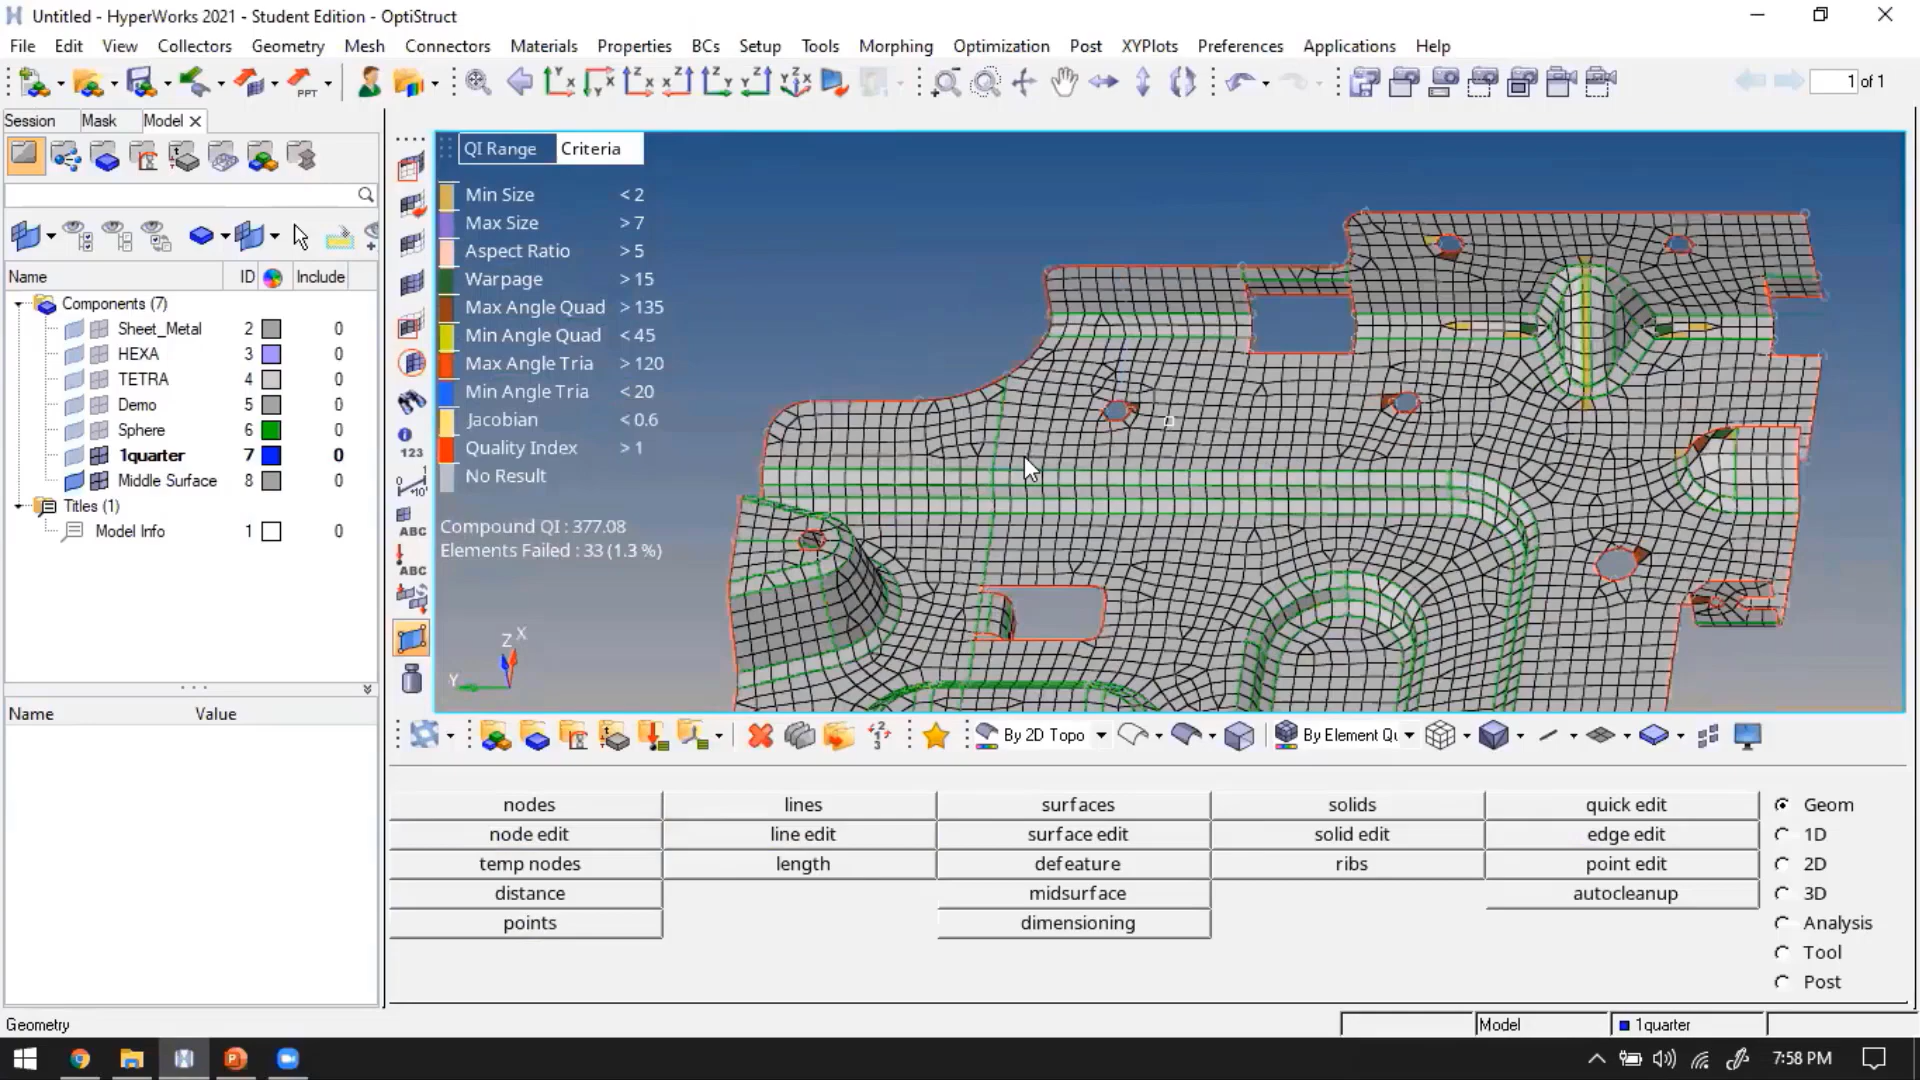 Untitled - HyperWorks 2021 - Student Edition - OptiStruct
File Edit View Collectors Geometry Mesh Connectors Materials Properties BCs Setup Tools Morphing Optimization Post XYPlots Preferences Applications Help
1 of 1
Session Mask Model
Name ID Include
Components (7)
Sheet_Metal 2 0
HEXA 3 0
TETRA 4 0
Demo 5 0
Sphere 6 0
1quarter 7 0
Middle Surface 8 0
Titles (1)
Model Info 1 0
Name Value
QI Range Criteria
Min Size < 2
Max Size > 7
Aspect Ratio > 5
Warpage > 15
Max Angle Quad > 135
Min Angle Quad < 45
Max Angle Tria > 120
Min Angle Tria < 20
Jacobian < 0.6
Quality Index > 1
No Result
Compound QI : 377.08
Elements Failed : 33 (1.3 %)
Z X
Y
123
ABC
ABC
PPT
By 2D Topo By Element Qu
nodes lines surfaces solids quick edit Geom
node edit line edit surface edit solid edit edge edit 1D
temp nodes length defeature ribs point edit 2D
distance midsurface autocleanup 3D
points dimensioning Analysis
Tool
Post
Geometry Model 1quarter
7:58 PM